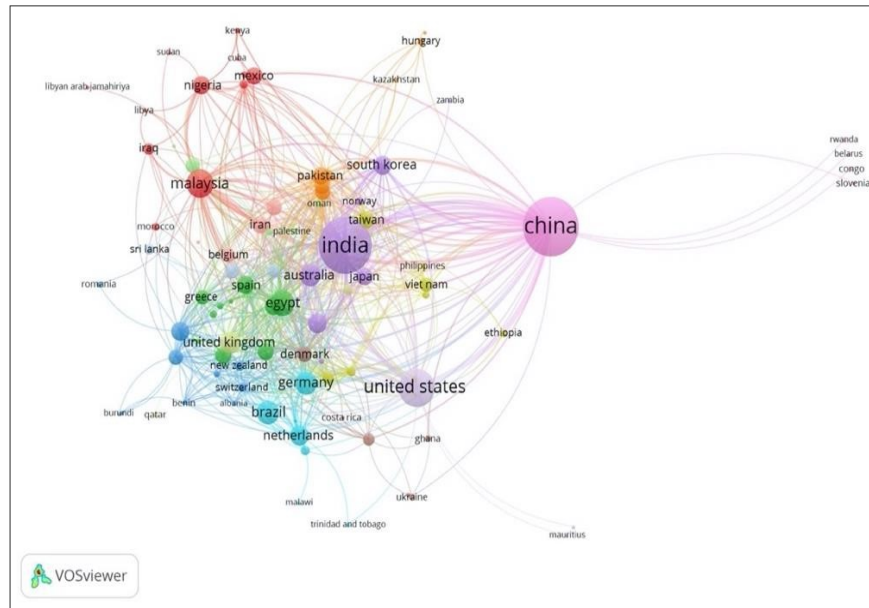 kenya
hungary
sudan
cuba
mexico
kazakhstan
nigeria
libyan arab jamahiriya
zambia
libya
rwanda
iraq
belarus
south korea
congo
pakistan
malaysia
slovenia
oman
norway
taiwan
iran
palestine
china
morocco
india
sri lanka
belgium
philippines
australia
japan
romania
spain
viet nam
greece
egypt
ethiopia
united kingdom
denmark
new zealand
germany
united states
switzerland
benin
albania
burundi
qatar
brazil
costa rica
netherlands
ghana
ukraine
malawi
trinidad and tobago
mauritius
VOSviewer